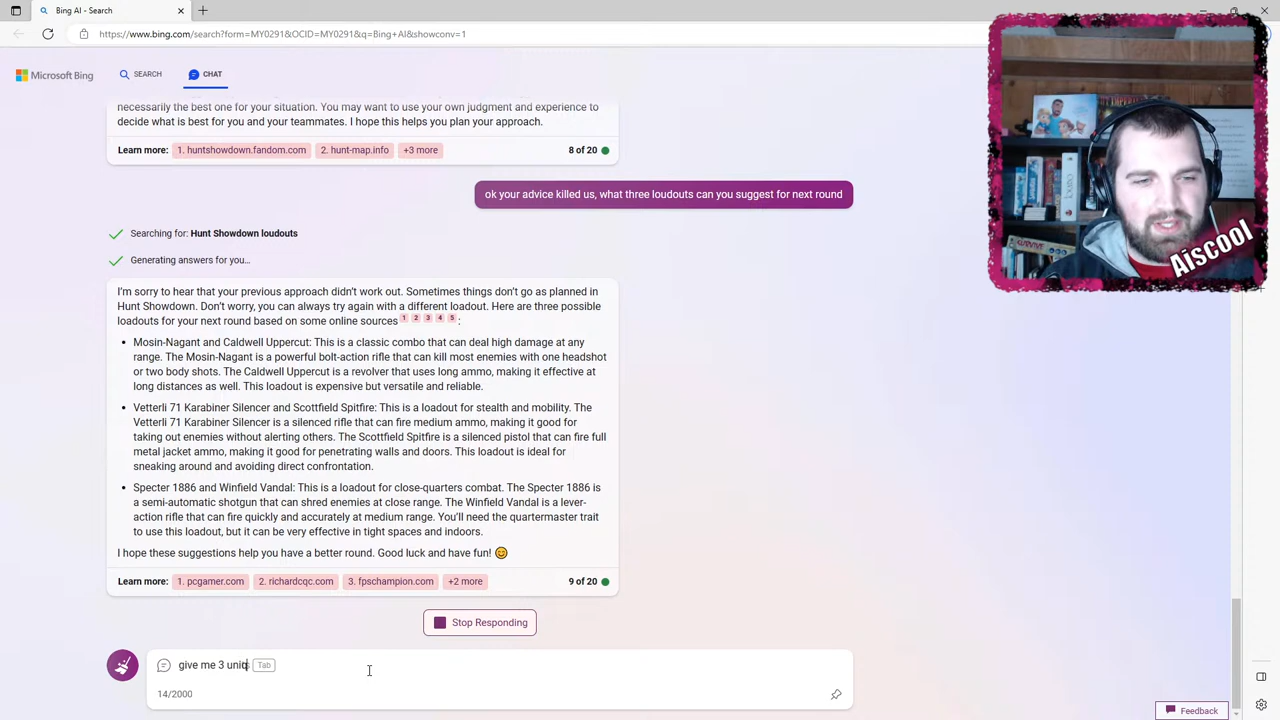 Bing AI - Search
https://www.bing.com/search?form=MY0291&OCID=MY0291&q=Bing+AI&showconv=1
Microsoft Bing
SEARCH
CHAT
necessarily the best one for your situation. You may want to use your own judgment and experience to
decide what is best for you and your teammates. I hope this helps you plan your approach.
Learn more: 1. huntshowdown.fandom.com 2. hunt-map.info +3 more 8 of 20
ok your advice killed us, what three loudouts can you suggest for next round
Searching for: Hunt Showdown loudouts
Generating answers for you...
I'm sorry to hear that your previous approach didn't work out. Sometimes things don't go as planned in
Hunt Showdown. Don't worry, you can always try again with a different loadout. Here are three possible
loadouts for your next round based on some online sources 1 2 3 4 5 :
• Mosin-Nagant and Caldwell Uppercut: This is a classic combo that can deal high damage at any
range. The Mosin-Nagant is a powerful bolt-action rifle that can kill most enemies with one headshot
or two body shots. The Caldwell Uppercut is a revolver that uses long ammo, making it effective at
long distances as well. This loadout is expensive but versatile and reliable.
• Vetterli 71 Karabiner Silencer and Scottfield Spitfire: This is a loadout for stealth and mobility. The
Vetterli 71 Karabiner Silencer is a silenced rifle that can fire medium ammo, making it good for
taking out enemies without alerting others. The Scottfield Spitfire is a silenced pistol that can fire full
metal jacket ammo, making it good for penetrating walls and doors. This loadout is ideal for
sneaking around and avoiding direct confrontation.
• Specter 1886 and Winfield Vandal: This is a loadout for close-quarters combat. The Specter 1886 is
a semi-automatic shotgun that can shred enemies at close range. The Winfield Vandal is a lever-
action rifle that can fire quickly and accurately at medium range. You'll need the quartermaster trait
to use this loadout, but it can be very effective in tight spaces and indoors.
I hope these suggestions help you have a better round. Good luck and have fun! 😊
Learn more: 1. pcgamer.com 2. richardcqc.com 3. fpschampion.com +2 more 9 of 20
Stop Responding
give me 3 uniq Tab
14/2000
Feedback
Aiscool